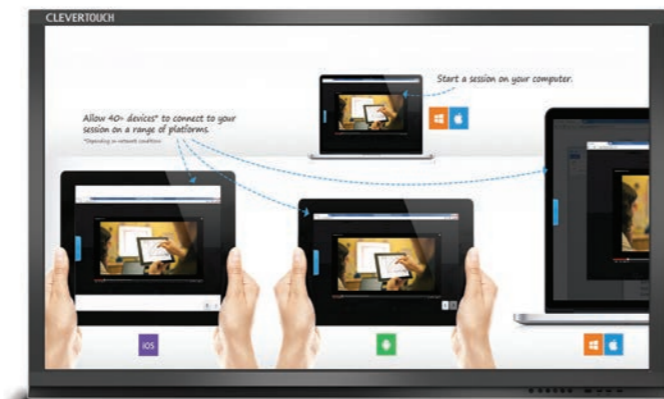 CLEVERTOUCH
Start a session on your computer.
Allow 40+ devices* to connect to your
session on a range of platforms.
*Depending on network conditions
iOS